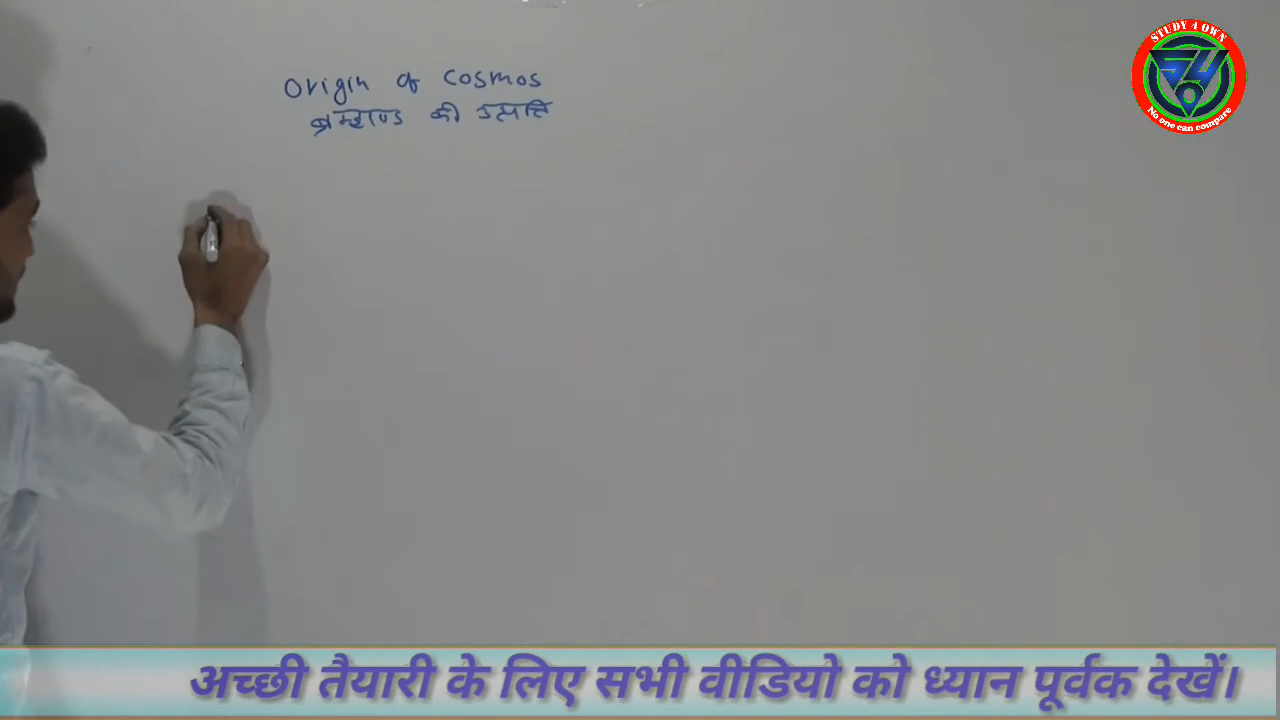 Origin of Cosmos
ब्रम्हाण्ड की उत्पत्ति
STUDY 4 OWN
No one can compare
अच्छी तैयारी के लिए सभी वीडियो को ध्यान पूर्वक देखें।